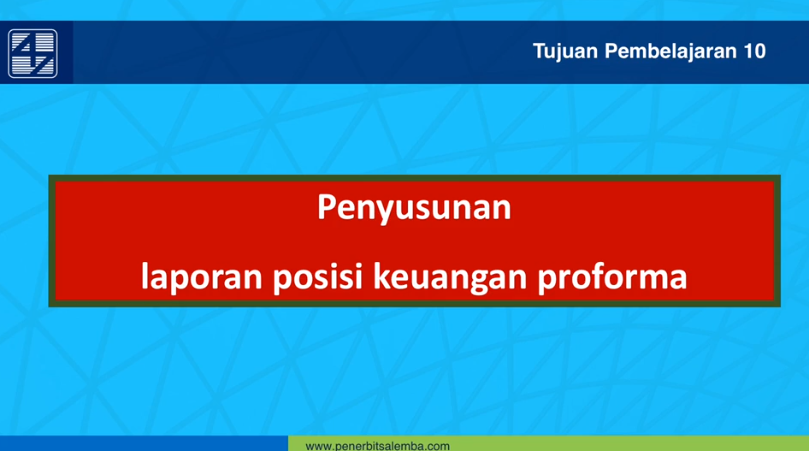 Tujuan Pembelajaran 10
Penyusunan
laporan posisi keuangan proforma
www.penerbitsalemba.com